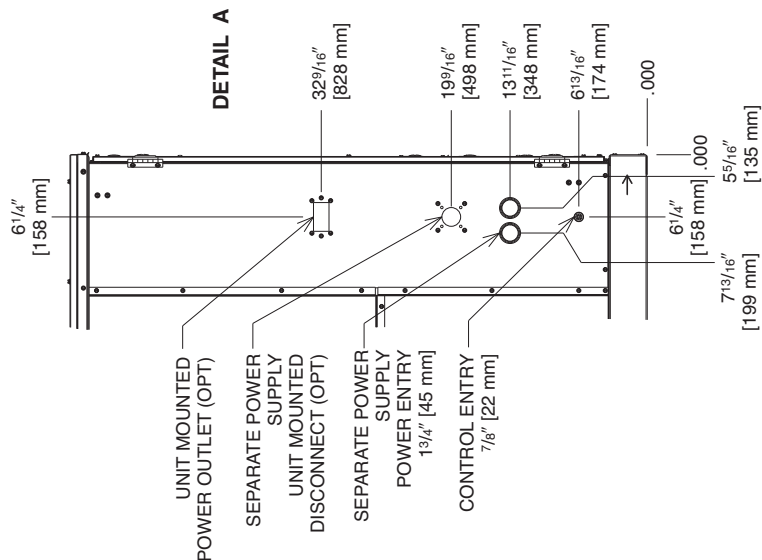 DETAIL A
6 1/4"
[158 mm]
32 9/16"
[828 mm]
19 9/16"
[498 mm]
13 11/16"
[348 mm]
6 13/16"
[174 mm]
.000
.000
5 5/16"
[135 mm]
6 1/4"
[158 mm]
7 13/16"
[199 mm]
UNIT MOUNTED
POWER OUTLET (OPT)
SEPARATE POWER
SUPPLY
UNIT MOUNTED
DISCONNECT (OPT)
SEPARATE POWER
SUPPLY
POWER ENTRY
1 3/4" [45 mm]
CONTROL ENTRY
7/8" [22 mm]